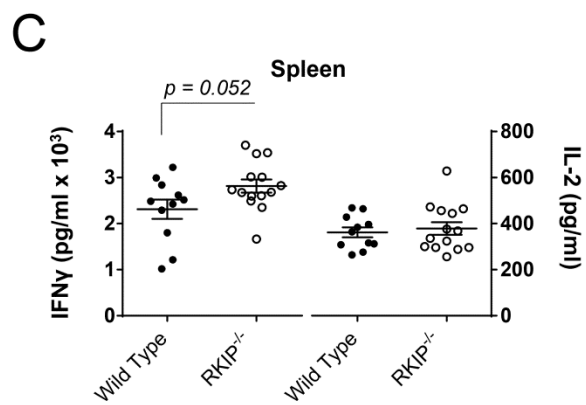 C
Spleen
p = 0.052
IFNγ (pg/ml x 10³)
4
3
2
1
0
800
600
400
200
0
IL-2 (pg/ml)
Wild Type
RKIP⁻/⁻
Wild Type
RKIP⁻/⁻